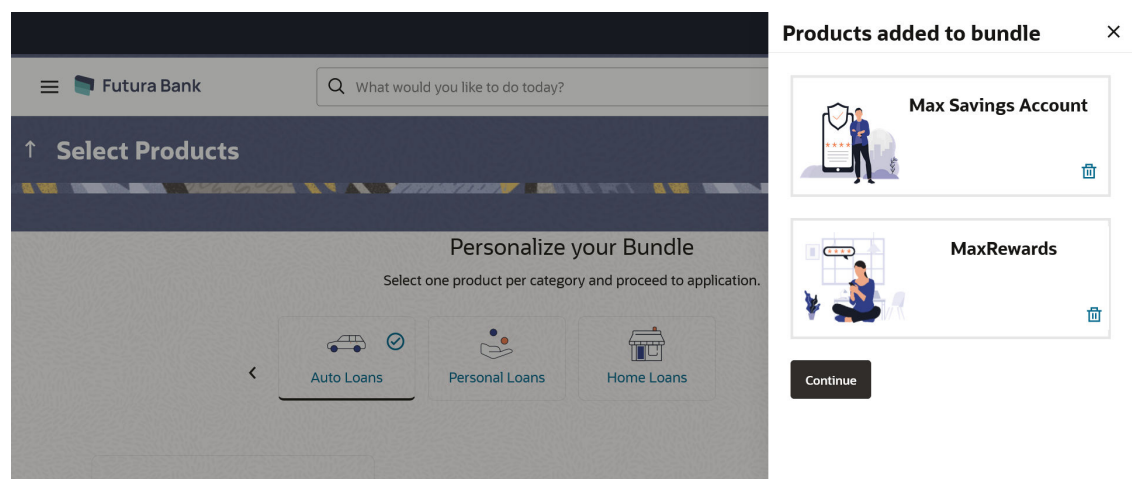 Products added to bundle
Futura Bank
What would you like to do today?
Select Products
Max Savings Account
Personalize your Bundle
Select one product per category and proceed to application.
MaxRewards
Auto Loans
Personal Loans
Home Loans
Continue